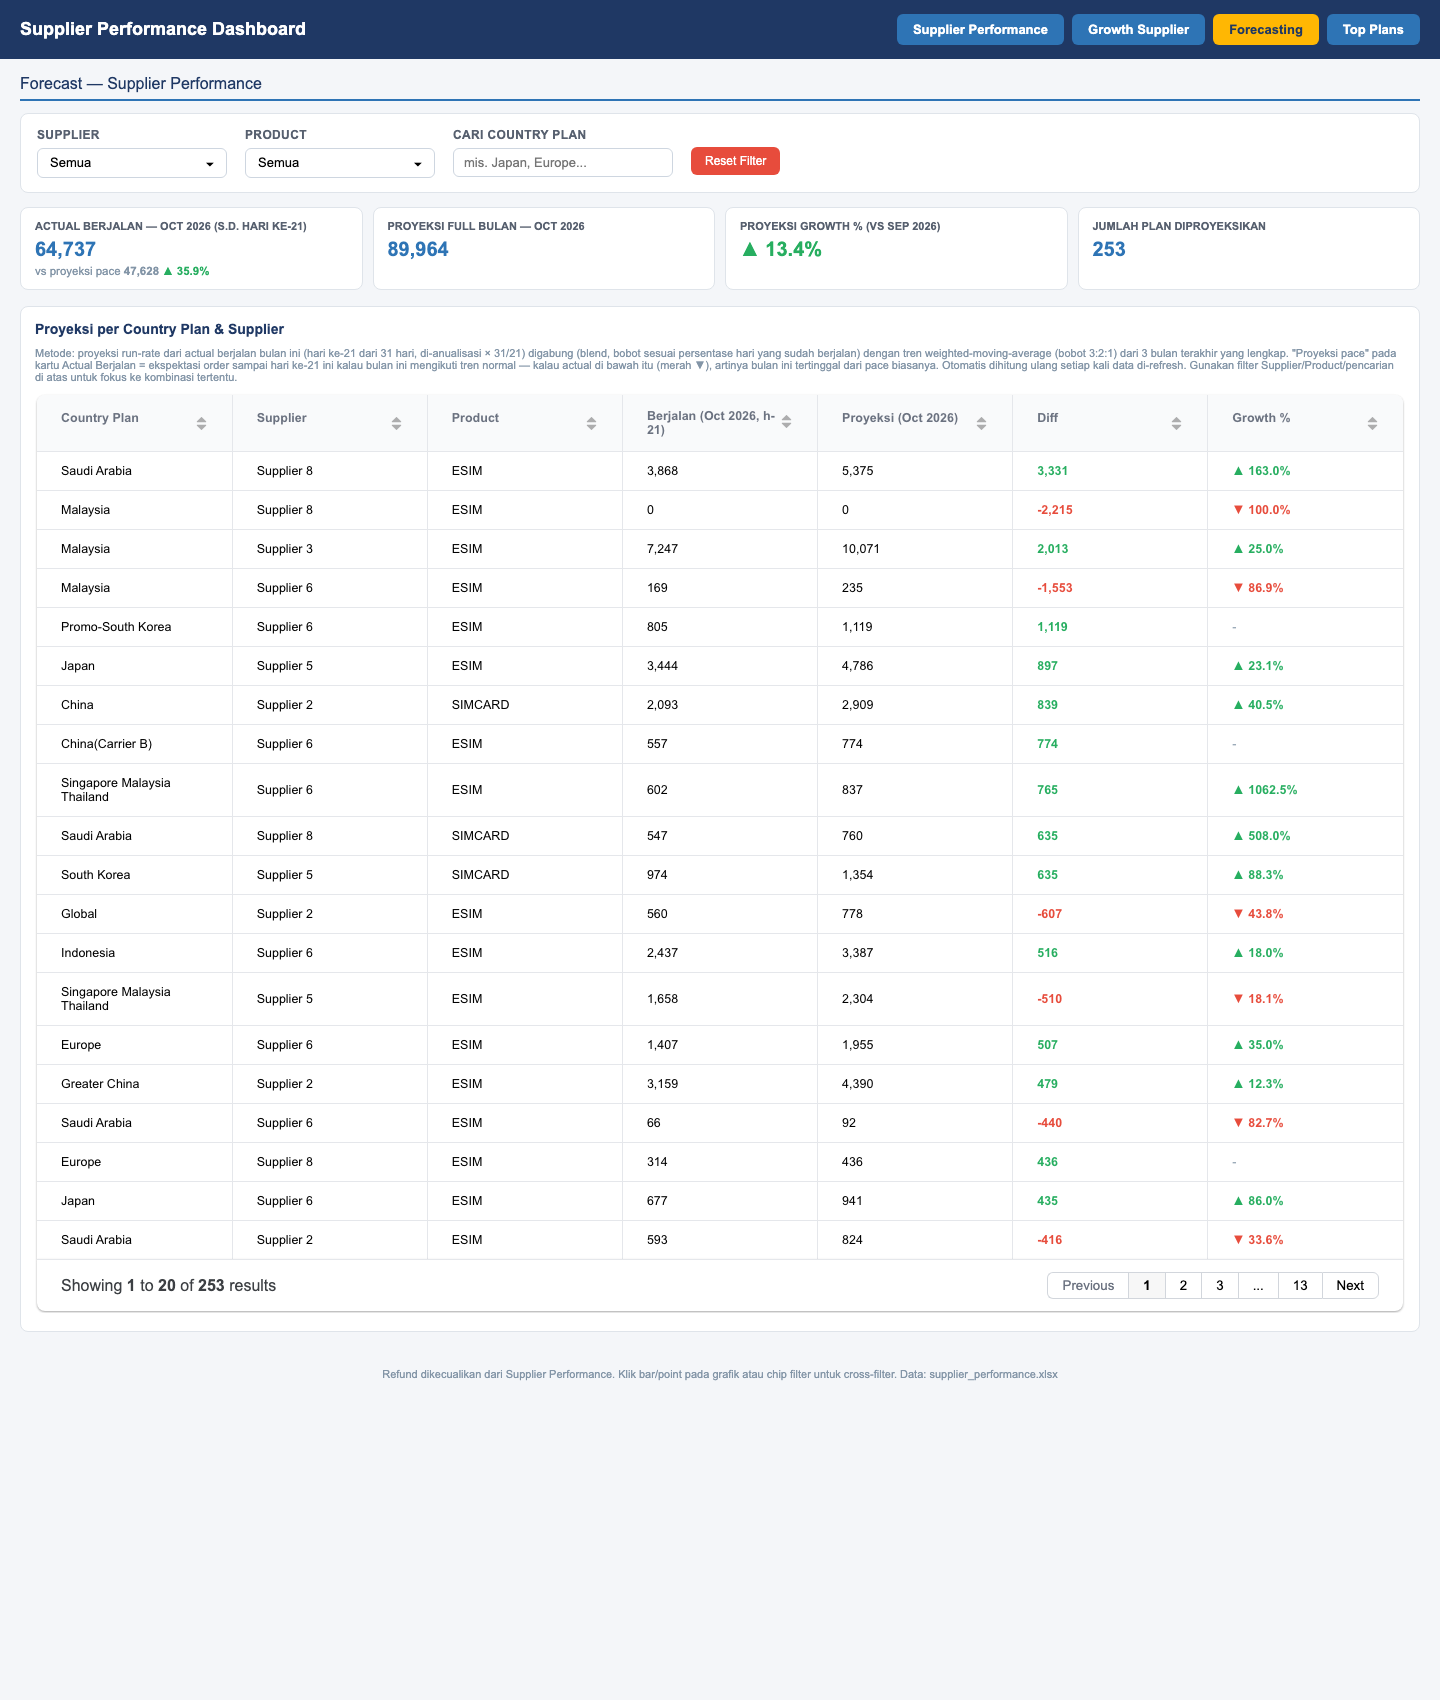 Supplier Performance Dashboard
Supplier Performance
Growth Supplier
Forecasting
Top Plans
Forecast — Supplier Performance
SUPPLIER
PRODUCT
CARI COUNTRY PLAN
Semua
Semua
mis. Japan, Europe...
Reset Filter
ACTUAL BERJALAN — OCT 2026 (S.D. HARI KE-21)
64,737
vs proyeksi pace 47,628 ▲ 35.9%
PROYEKSI FULL BULAN — OCT 2026
89,964
PROYEKSI GROWTH % (VS SEP 2026)
▲ 13.4%
JUMLAH PLAN DIPROYEKSIKAN
253
Proyeksi per Country Plan & Supplier
Metode: proyeksi run-rate dari actual berjalan bulan ini (hari ke-21 dari 31 hari, di-anualisasi × 31/21) digabung (blend, bobot sesuai persentase hari yang sudah berjalan) dengan tren weighted-moving-average (bobot 3:2:1) dari 3 bulan terakhir yang lengkap. "Proyeksi pace" pada
kartu Actual Berjalan = ekspektasi order sampai hari ke-21 ini kalau bulan ini mengikuti tren normal — kalau actual di bawah itu (merah ▼), artinya bulan ini tertinggal dari pace biasanya. Otomatis dihitung ulang setiap kali data di-refresh. Gunakan filter Supplier/Product/pencarian
di atas untuk fokus ke kombinasi tertentu.
Country Plan Supplier Product Berjalan (Oct 2026, h-21) Proyeksi (Oct 2026) Diff Growth %
Saudi Arabia Supplier 8 ESIM 3,868 5,375 3,331 ▲ 163.0%
Malaysia Supplier 8 ESIM 0 0 -2,215 ▼ 100.0%
Malaysia Supplier 3 ESIM 7,247 10,071 2,013 ▲ 25.0%
Malaysia Supplier 6 ESIM 169 235 -1,553 ▼ 86.9%
Promo-South Korea Supplier 6 ESIM 805 1,119 1,119 -
Japan Supplier 5 ESIM 3,444 4,786 897 ▲ 23.1%
China Supplier 2 SIMCARD 2,093 2,909 839 ▲ 40.5%
China(Carrier B) Supplier 6 ESIM 557 774 774 -
Singapore Malaysia Thailand Supplier 6 ESIM 602 837 765 ▲ 1062.5%
Saudi Arabia Supplier 8 SIMCARD 547 760 635 ▲ 508.0%
South Korea Supplier 5 SIMCARD 974 1,354 635 ▲ 88.3%
Global Supplier 2 ESIM 560 778 -607 ▼ 43.8%
Indonesia Supplier 6 ESIM 2,437 3,387 516 ▲ 18.0%
Singapore Malaysia Thailand Supplier 5 ESIM 1,658 2,304 -510 ▼ 18.1%
Europe Supplier 6 ESIM 1,407 1,955 507 ▲ 35.0%
Greater China Supplier 2 ESIM 3,159 4,390 479 ▲ 12.3%
Saudi Arabia Supplier 6 ESIM 66 92 -440 ▼ 82.7%
Europe Supplier 8 ESIM 314 436 436 -
Japan Supplier 6 ESIM 677 941 435 ▲ 86.0%
Saudi Arabia Supplier 2 ESIM 593 824 -416 ▼ 33.6%
Showing 1 to 20 of 253 results
Previous 1 2 3 ... 13 Next
Refund dikecualikan dari Supplier Performance. Klik bar/point pada grafik atau chip filter untuk cross-filter. Data: supplier_performance.xlsx